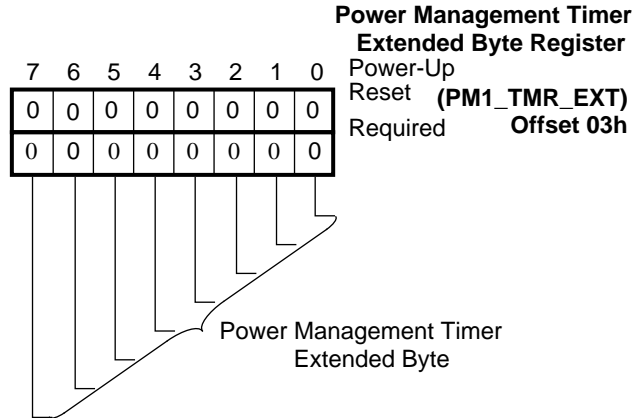 Power Management Timer
Extended Byte Register
7 6 5 4 3 2 1 0 Power-Up
Reset (PM1_TMR_EXT)
0 0 0 0 0 0 0 0
Required Offset 03h
0 0 0 0 0 0 0 0
Power Management Timer
Extended Byte